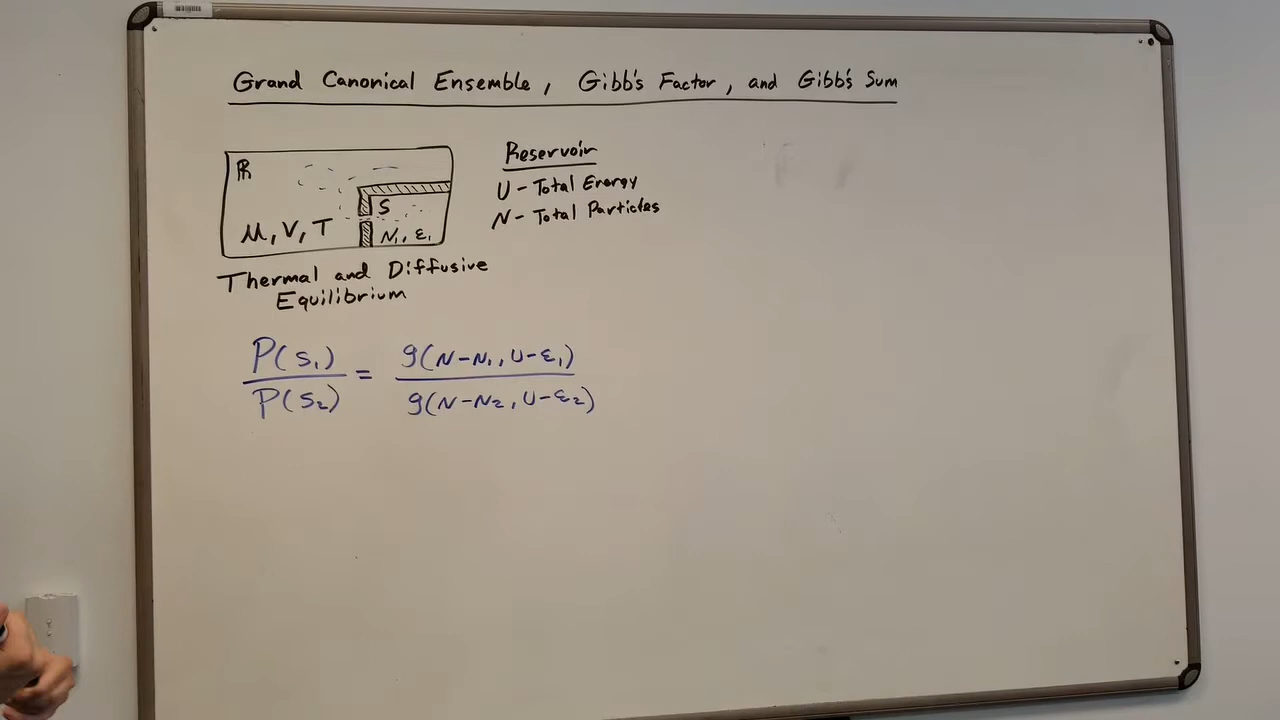 Grand Canonical Ensemble, Gibb's Factor, and Gibb's Sum
R
S
μ, V, T
N₁, ε₁
Thermal and Diffusive
Equilibrium
Reservoir
U - Total Energy
N - Total Particles
P(S₁) / P(S₂) = g(N-N₁, U-ε₁) / g(N-N₂, U-ε₂)